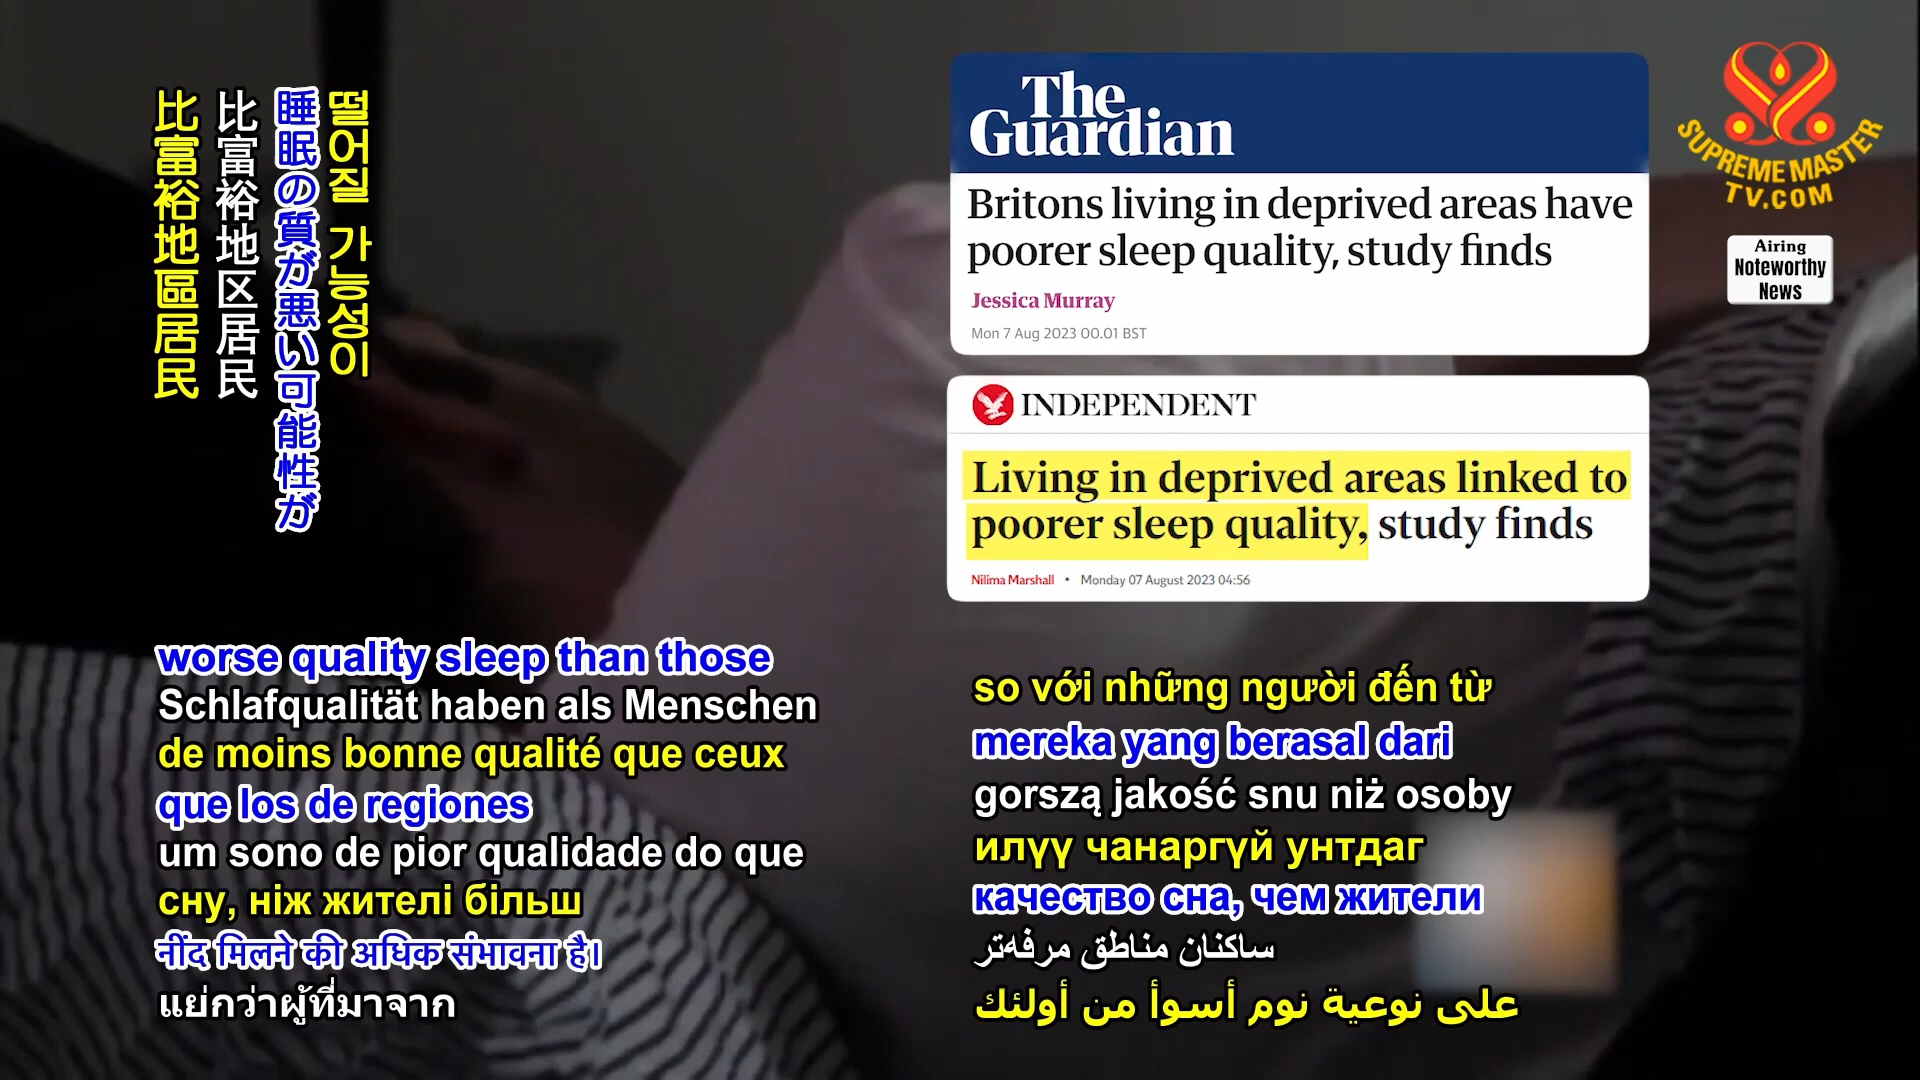 떨어질 가능성이
睡眠の質が悪い可能性が
比富裕地区居民
比富裕地區居民
The
Guardian
Britons living in deprived areas have
poorer sleep quality, study finds
Jessica Murray
Mon 7 Aug 2023 00.01 BST
INDEPENDENT
Living in deprived areas linked to
poorer sleep quality, study finds
Nilima Marshall • Monday 07 August 2023 04:56
SUPREME MASTER
TV.COM
Airing
Noteworthy
News
worse quality sleep than those
Schlafqualität haben als Menschen
de moins bonne qualité que ceux
que los de regiones
um sono de pior qualidade do que
сну, ніж жителі більш
नींद मिलने की अधिक संभावना है।
แย่กว่าผู้ที่มาจาก
so với những người đến từ
mereka yang berasal dari
gorszą jakość snu niż osoby
илүү чанаргүй унтдаг
качество сна, чем жители
ساکنان مناطق مرفه‌تر
على نوعية نوم أسوأ من أولئك